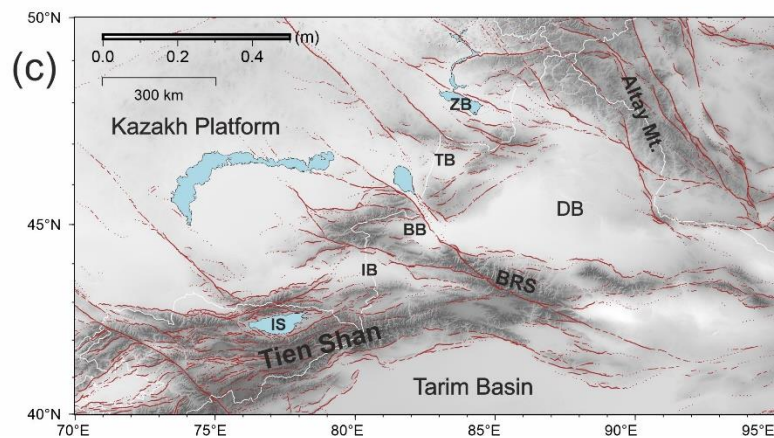 50°N
(c)
0.0 0.2 0.4 (m)
300 km
Kazakh Platform
ZB
Altay Mt.
TB
DB
45°N
BB
IB
BRS
IS
Tien Shan
Tarim Basin
40°N
70°E 75°E 80°E 85°E 90°E 95°E